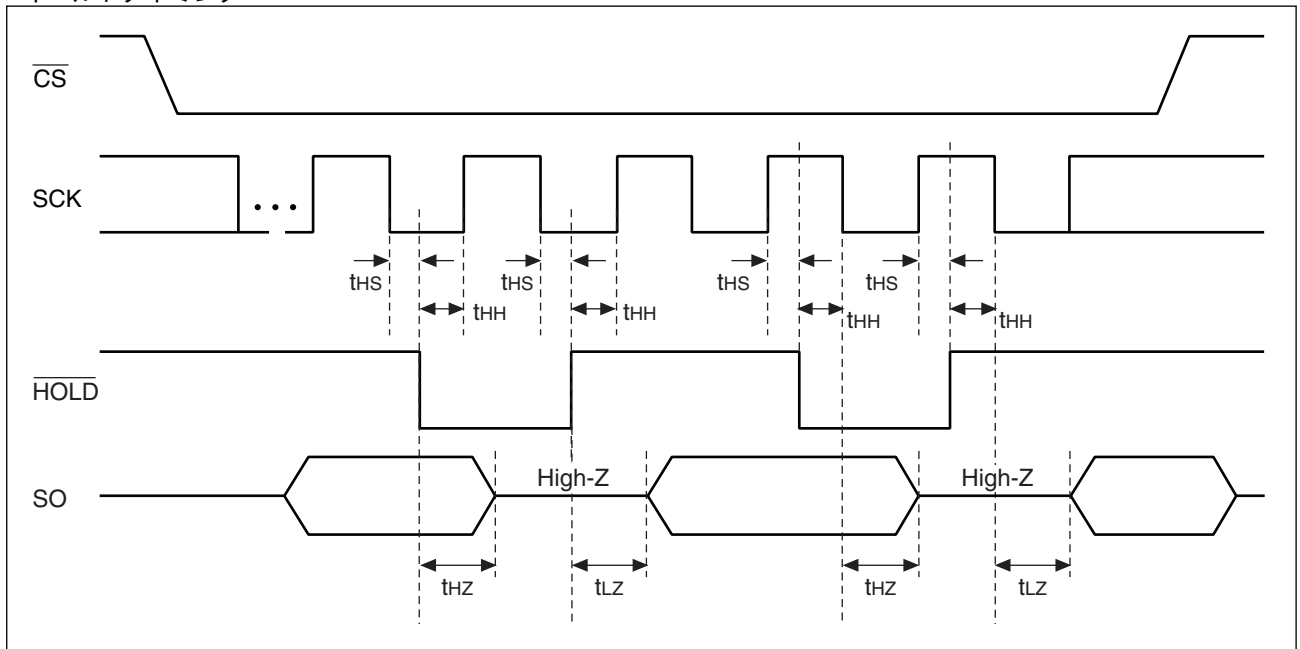 CS
SCK
• • •
tHS tHS tHS tHS
tHH tHH tHH tHH
HOLD
High-Z High-Z
SO
tHZ tLZ tHZ tLZ